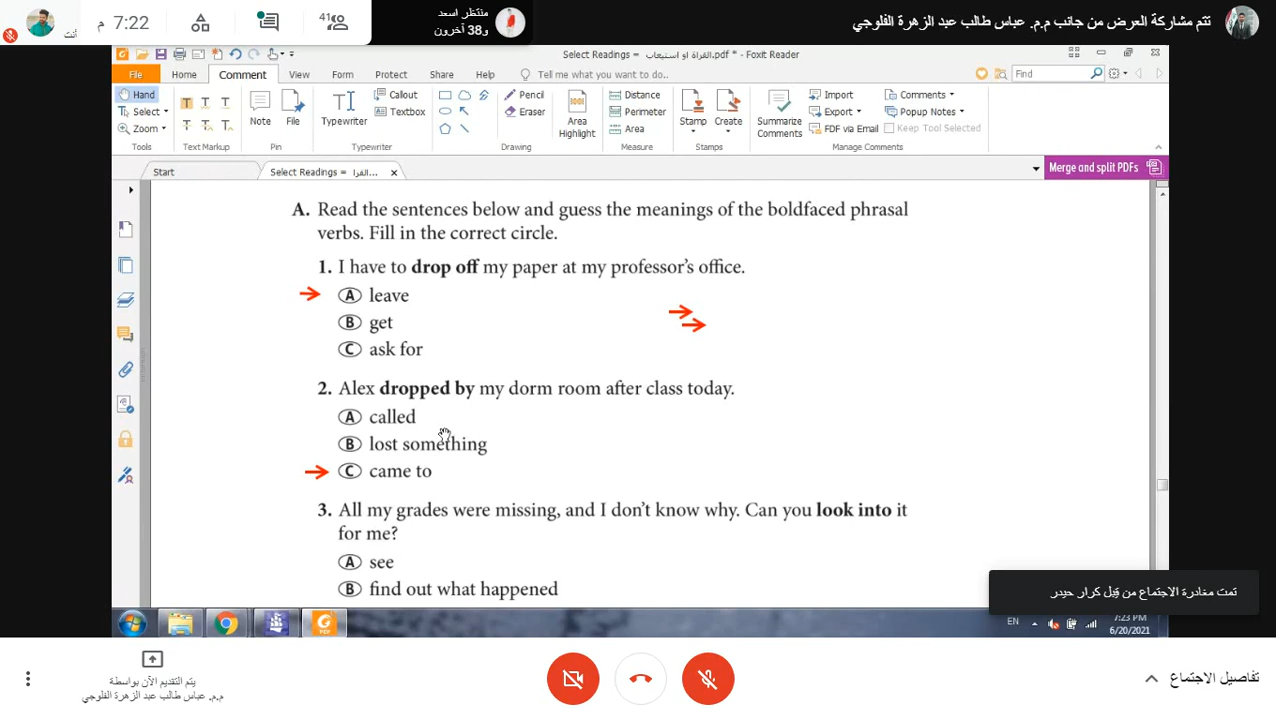 تتم مشاركة العرض من جانب م.م. عباس طالب عبد الزهرة الفلوجي
منتظر اسعد
و38 آخرون
41
7:22 م
أنت
Select Readings = القراة او استيعاب.pdf * - Foxit Reader
File Home Comment View Form Protect Share Help Tell me what you want to do.. Find
Hand
Select
Zoom
Tools
Text Markup
Note
File
Pin
Typewriter
Callout
Textbox
Typewriter
Pencil
Eraser
Area Highlight
Drawing
Distance
Perimeter
Area
Measure
Stamp
Create
Stamps
Summarize Comments
Import
Export
FDF via Email
Comments
Popup Notes
Keep Tool Selected
Manage Comments
Start
Select Readings = القرا...
Merge and split PDFs
A. Read the sentences below and guess the meanings of the boldfaced phrasal
verbs. Fill in the correct circle.
1. I have to drop off my paper at my professor's office.
A leave
B get
C ask for
2. Alex dropped by my dorm room after class today.
A called
B lost something
C came to
3. All my grades were missing, and I don't know why. Can you look into it
for me?
A see
B find out what happened
تمت مغادرة الاجتماع من قِبل كرار حيدر
EN
7:23 PM
6/20/2021
يتم التقديم الآن بواسطة
م.م. عباس طالب عبد الزهرة الفلوجي
تفاصيل الاجتماع